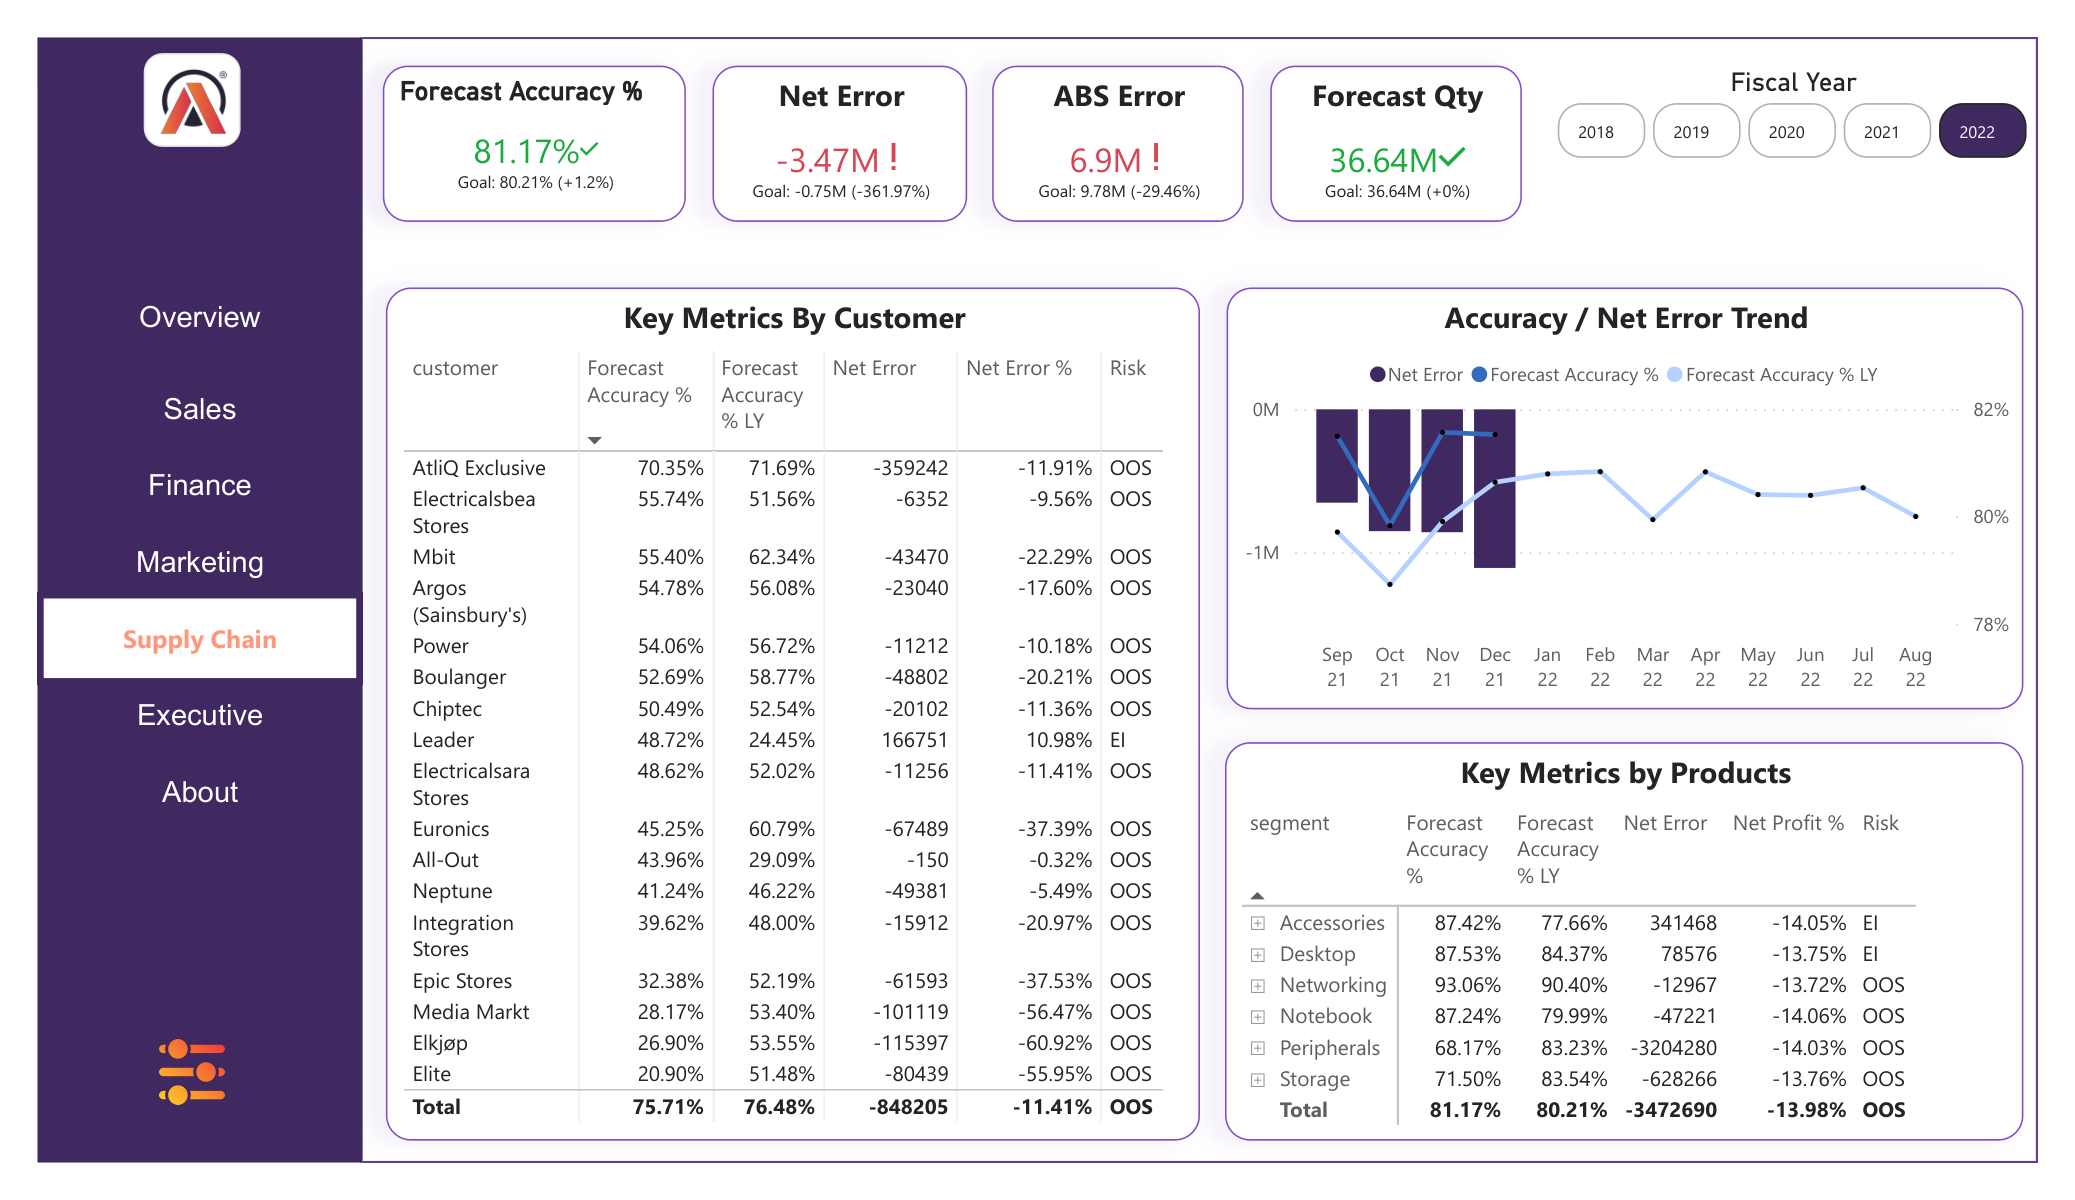 ®
Overview
Sales
Finance
Marketing
Supply Chain
Executive
About
Forecast Accuracy %
81.17%
Goal: 80.21% (+1.2%)
Net Error
-3.47M !
Goal: -0.75M (-361.97%)
ABS Error
6.9M !
Goal: 9.78M (-29.46%)
Forecast Qty
36.64M
Goal: 36.64M (+0%)
Fiscal Year
2018 2019 2020 2021 2022
Key Metrics By Customer
customer Forecast Net Error Net Error % Risk
Forecast
Accuracy %
Accuracy
% LY
AtliQ Exclusive 70.35% 71.69% -359242 -11.91% OOS
Electricalsbea 55.74% 51.56% -6352 -9.56% OOS
Stores
Mbit 55.40% 62.34% -43470 -22.29% OOS
Argos 54.78% 56.08% -23040 -17.60% OOS
(Sainsbury's)
Power 54.06% 56.72% -11212 -10.18% OOS
Boulanger 52.69% 58.77% -48802 -20.21% OOS
Chiptec 50.49% 52.54% -20102 -11.36% OOS
Leader 48.72% 24.45% 166751 10.98% EI
Electricalsara 48.62% 52.02% -11256 -11.41% OOS
Stores
Euronics 45.25% 60.79% -67489 -37.39% OOS
All-Out 43.96% 29.09% -150 -0.32% OOS
Neptune 41.24% 46.22% -49381 -5.49% OOS
Integration 39.62% 48.00% -15912 -20.97% OOS
Stores
Epic Stores 32.38% 52.19% -61593 -37.53% OOS
Media Markt 28.17% 53.40% -101119 -56.47% OOS
Elkjøp 26.90% 53.55% -115397 -60.92% OOS
Elite 20.90% 51.48% -80439 -55.95% OOS
Total 75.71% 76.48% -848205 -11.41% OOS
Accuracy / Net Error Trend
Net Error Forecast Accuracy % Forecast Accuracy % LY
0M 82%
80%
-1M
78%
Sep Oct Nov Dec Jan Feb Mar Apr May Jun Jul Aug
21 21 21 21 22 22 22 22 22 22 22 22
Key Metrics by Products
segment Forecast Forecast Net Error Net Profit % Risk
Accuracy Accuracy
% % LY
Accessories 87.42% 77.66% 341468 -14.05% EI
Desktop 87.53% 84.37% 78576 -13.75% EI
Networking 93.06% 90.40% -12967 -13.72% OOS
Notebook 87.24% 79.99% -47221 -14.06% OOS
Peripherals 68.17% 83.23% -3204280 -14.03% OOS
Storage 71.50% 83.54% -628266 -13.76% OOS
Total 81.17% 80.21% -3472690 -13.98% OOS